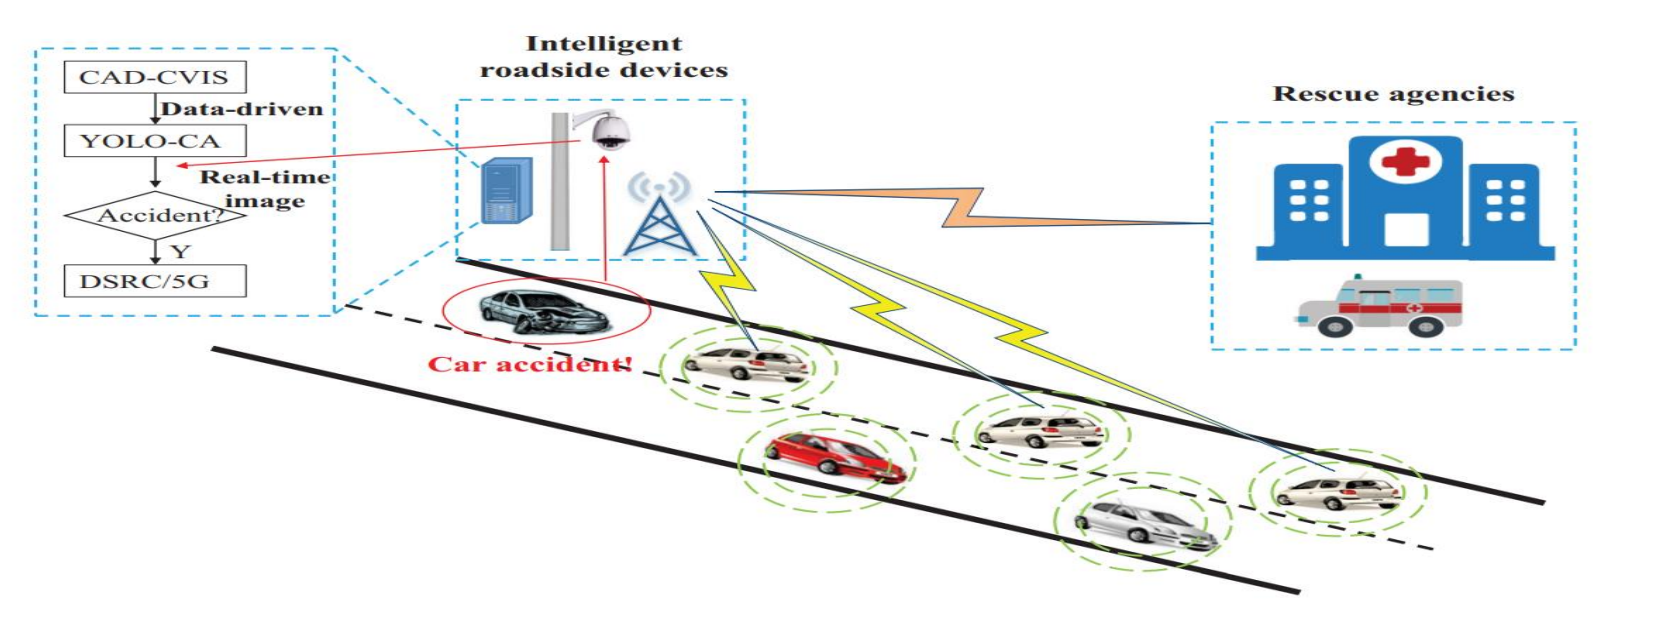 CAD-CVIS
Data-driven
YOLO-CA
Real-time
image
Accident?
Y
DSRC/5G
Intelligent
roadside devices
Car accident!
Rescue agencies